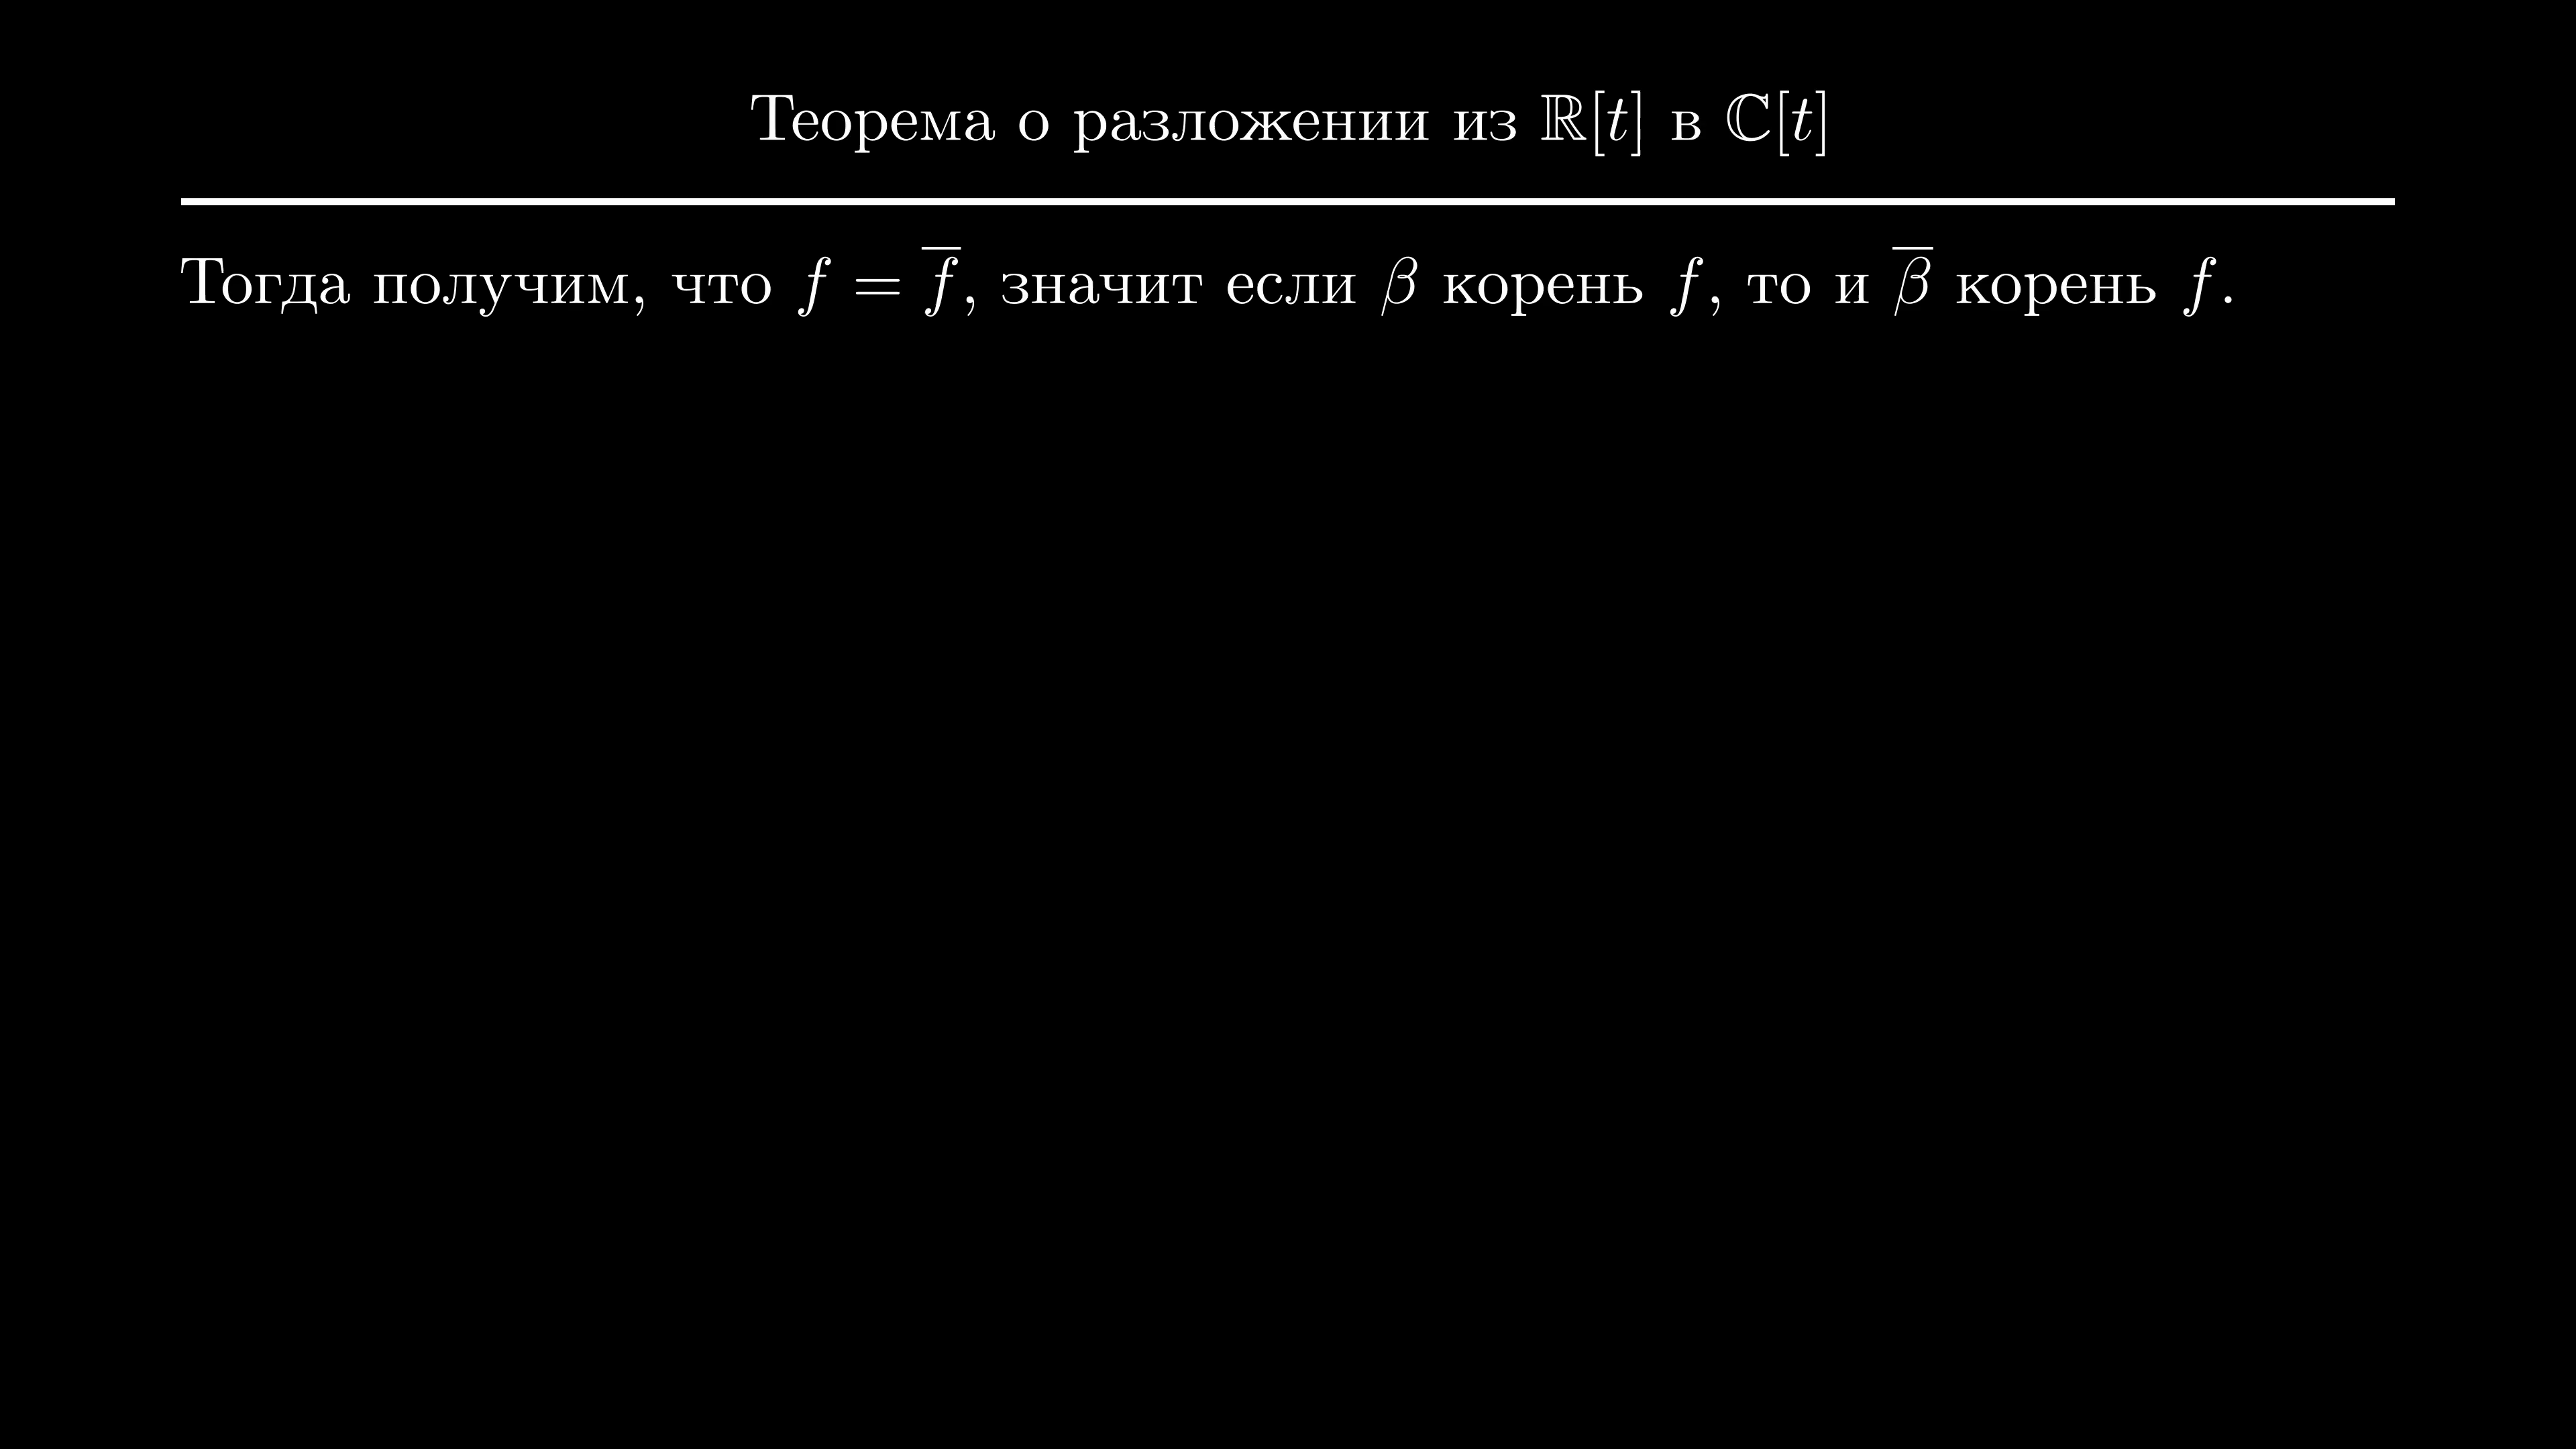 Теорема о разложении из ℝ[t] в ℂ[t]
Тогда получим, что f = f̅, значит если β корень f, то и β̅ корень f.